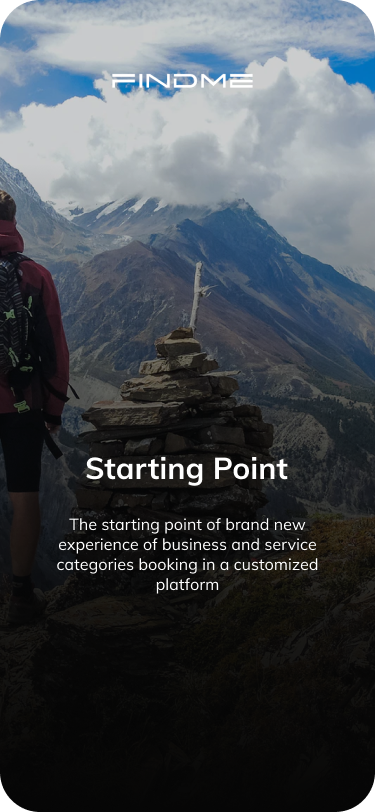 FINDME
Starting Point
The starting point of brand new
experience of business and service
categories booking in a customized
platform